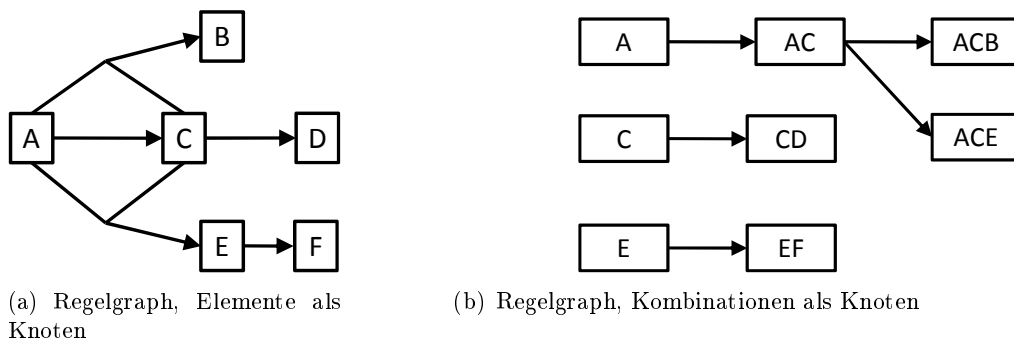 B
A
C
D
E
F
A
AC
ACB
C
CD
ACE
E
EF
(a) Regelgraph, Elemente als
Knoten
(b) Regelgraph, Kombinationen als Knoten